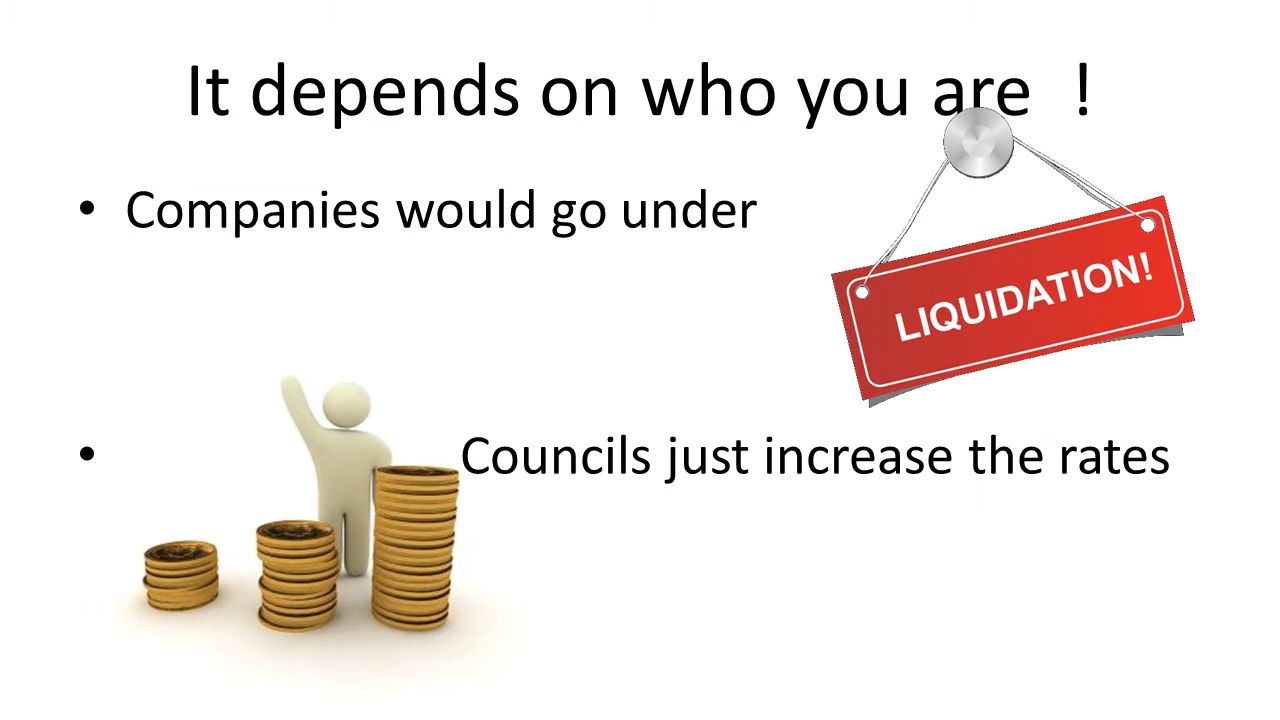 It depends on who you are !
• Companies would go under
LIQUIDATION!
• Councils just increase the rates